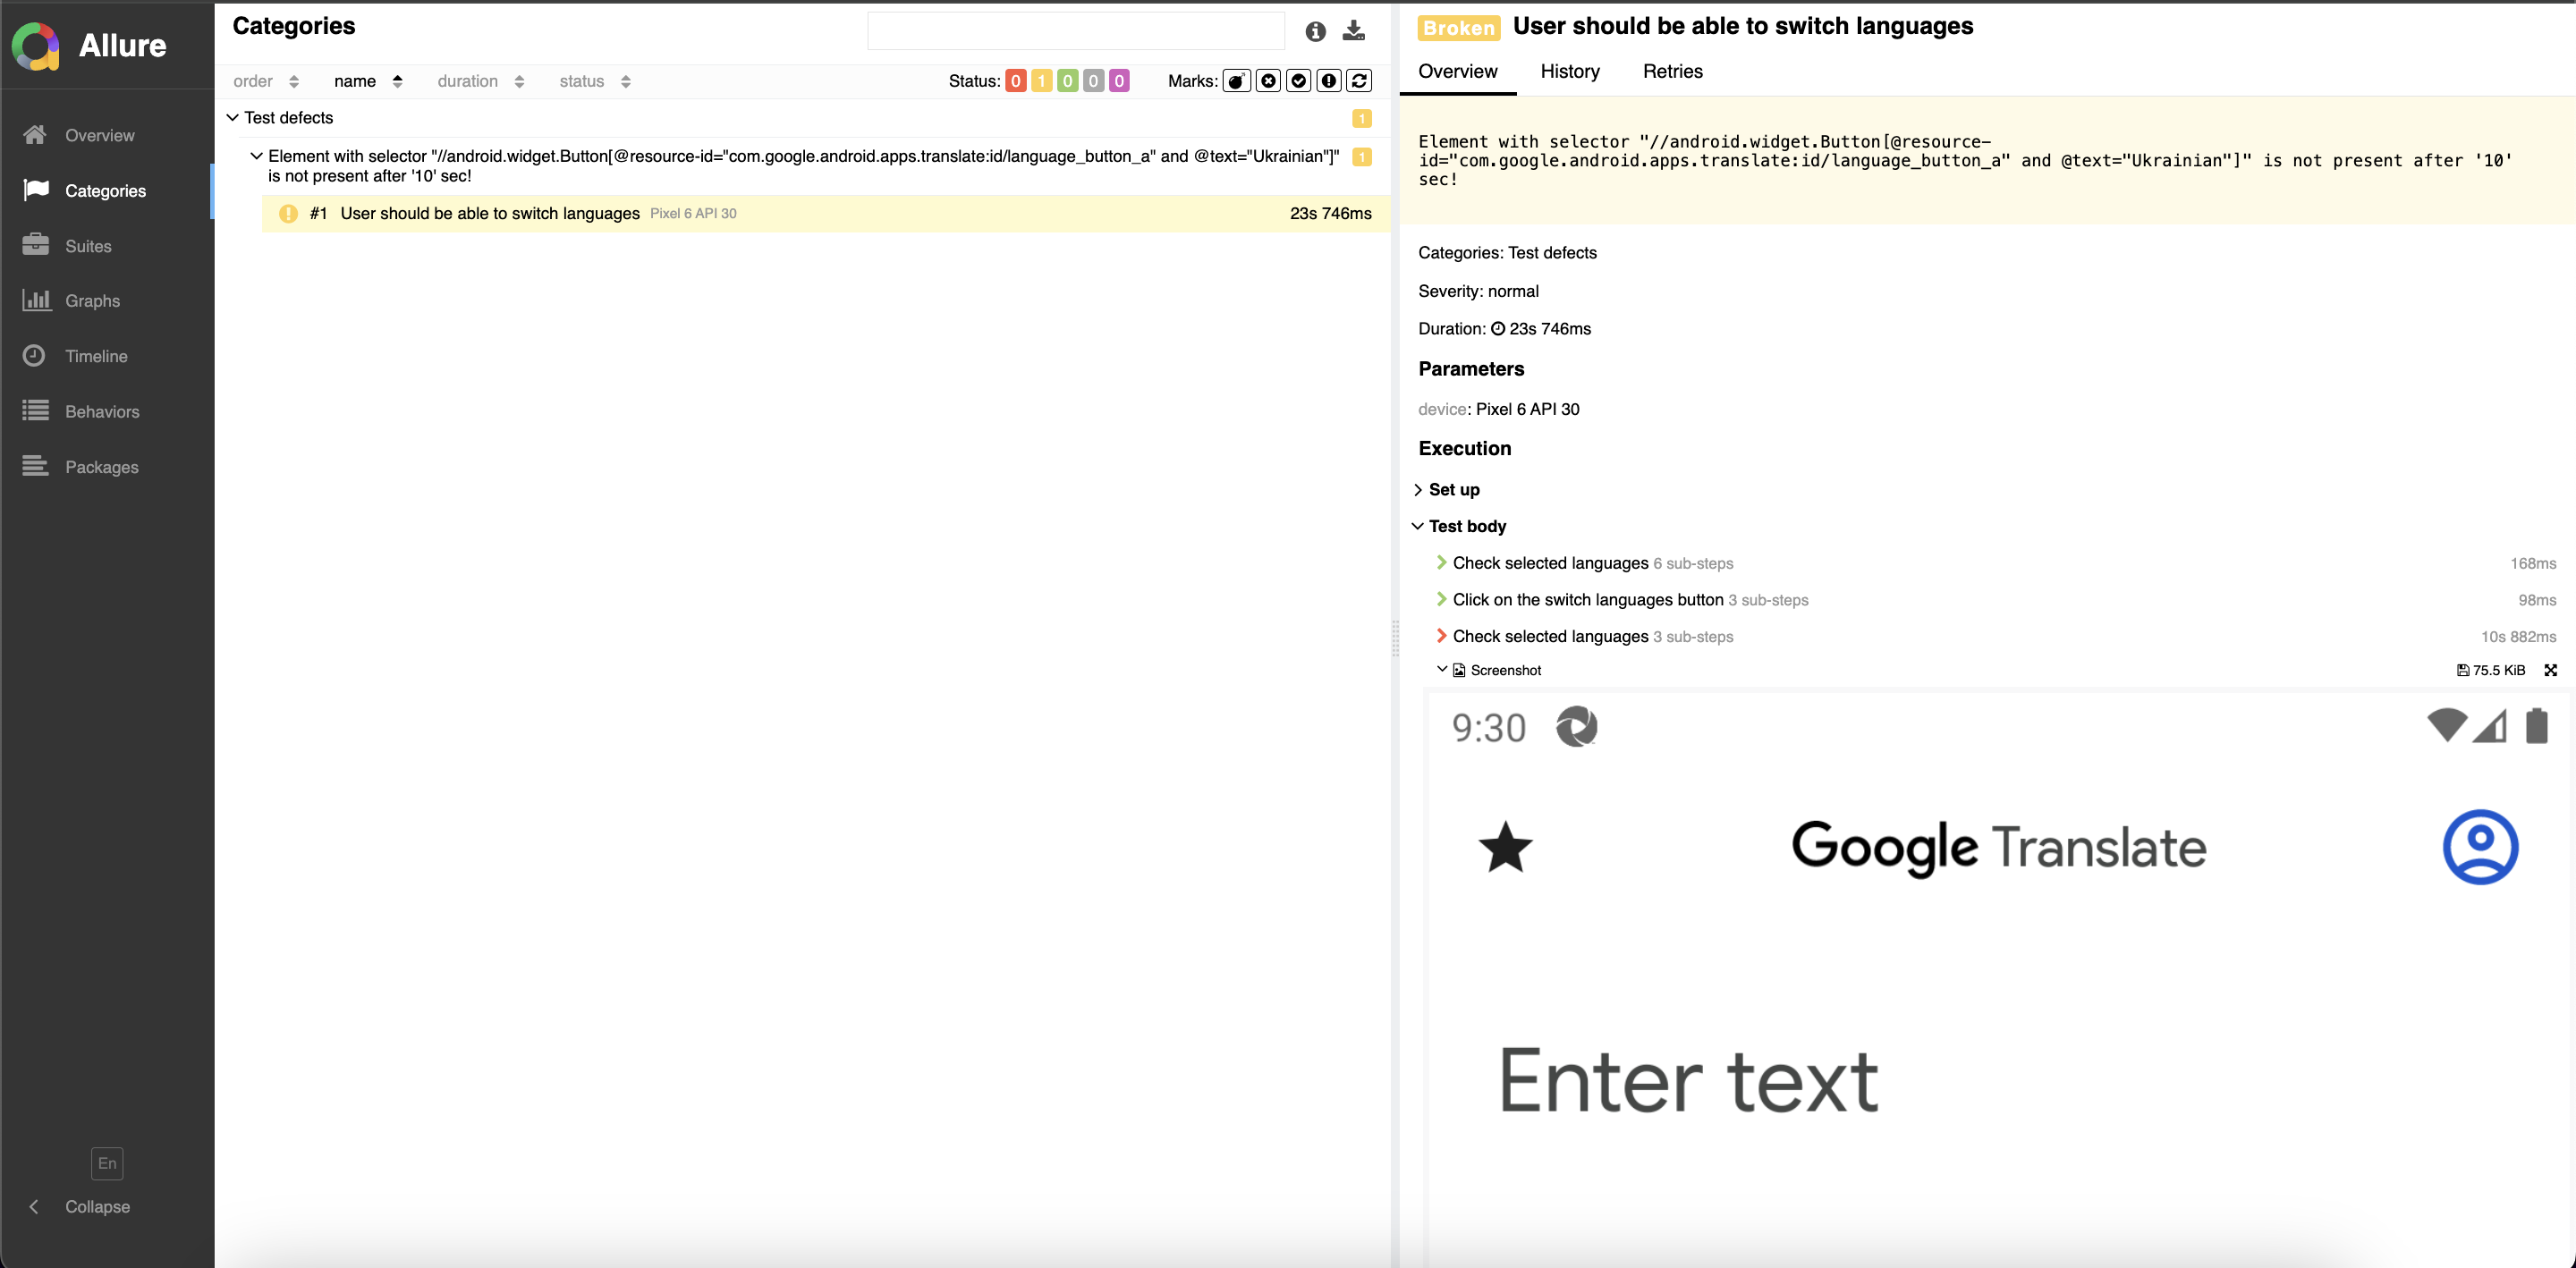 Allure
Overview
Categories
Suites
Graphs
Timeline
Behaviors
Packages
En
Collapse
Categories
order name duration status Status: 0 1 0 0 0 Marks:
Test defects 1
Element with selector "//android.widget.Button[@resource-id="com.google.android.apps.translate:id/language_button_a" and @text="Ukrainian"]" 1
is not present after '10' sec!
#1 User should be able to switch languages Pixel 6 API 30 23s 746ms
Broken User should be able to switch languages
Overview History Retries
Element with selector "//android.widget.Button[@resource-
id="com.google.android.apps.translate:id/language_button_a" and @text="Ukrainian"]" is not present after '10'
sec!
Categories: Test defects
Severity: normal
Duration: 23s 746ms
Parameters
device: Pixel 6 API 30
Execution
Set up
Test body
Check selected languages 6 sub-steps 168ms
Click on the switch languages button 3 sub-steps 98ms
Check selected languages 3 sub-steps 10s 882ms
Screenshot 75.5 KiB
9:30
Google Translate
Enter text